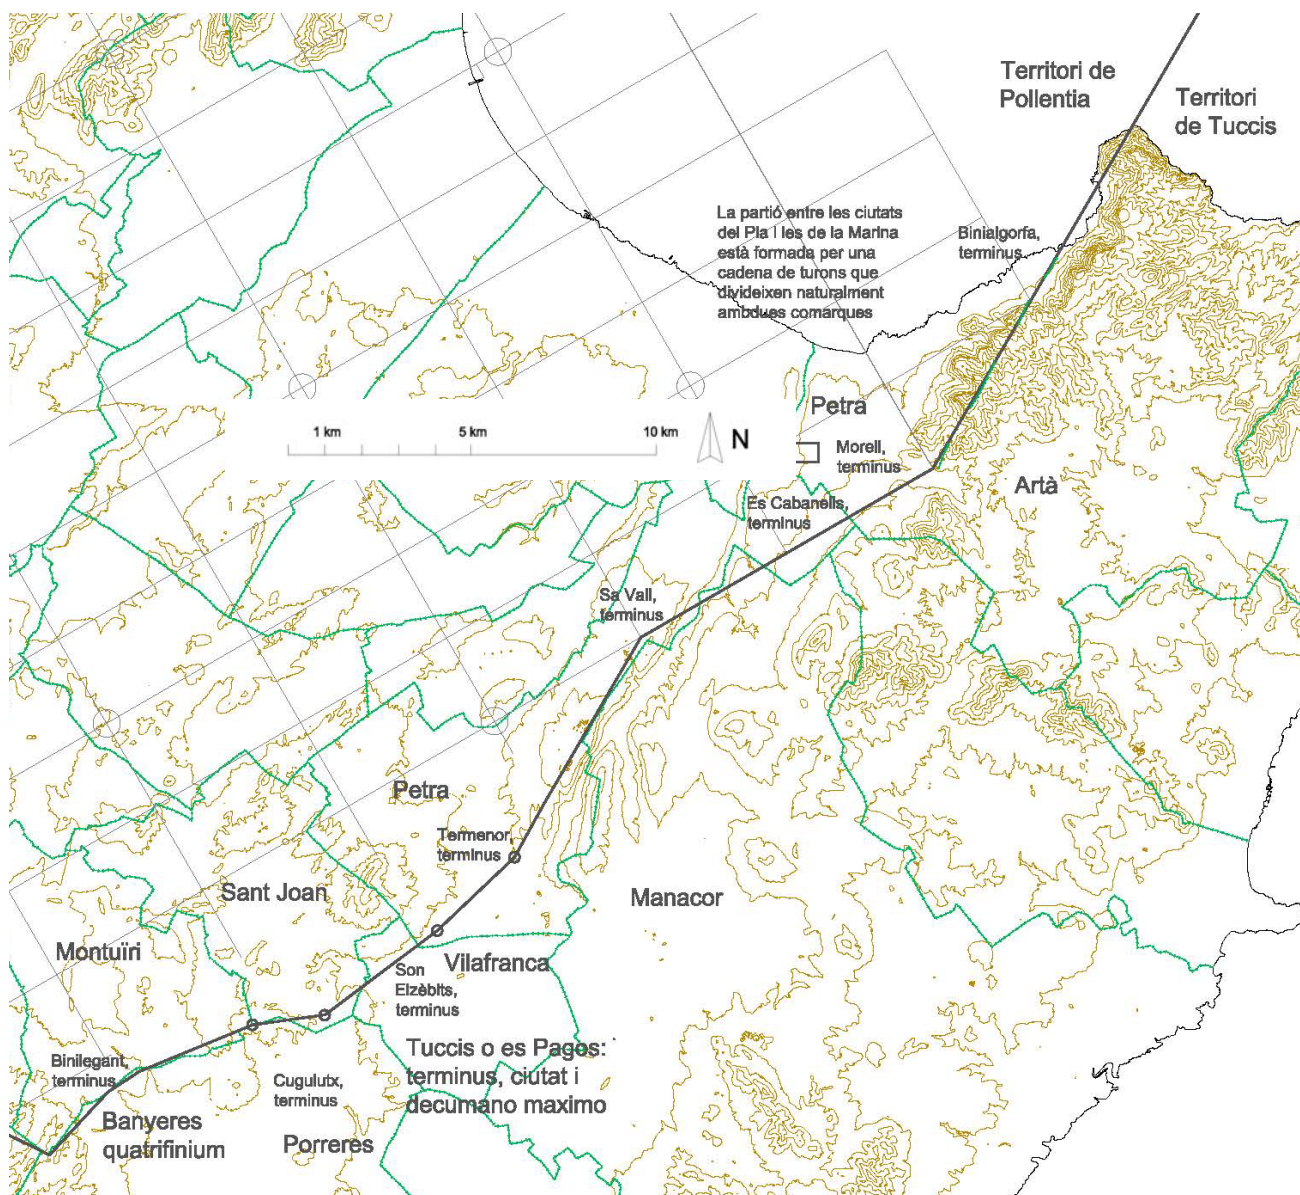 Territori de
Pollentia
Territori
de Tuccis
La partió entre les ciutats
del Pla i les de la Marina
està formada per una
cadena de turons que
divideixen naturalment
ambdues comarques
Binialgorfa,
terminus
Petra
1 km
5 km
10 km
N
Morell,
terminus
Artà
Es Cabanells,
terminus
Sa Vall,
terminus
Petra
Termenor,
terminus
Sant Joan
Manacor
Montuïri
Vilafranca
Son
Elzèbits,
terminus
Tuccis o es Pagos:
terminus, ciutat i
decumano maximo
Binilegant,
terminus
Cugulutx,
terminus
Banyeres
quatrifinium
Porreres